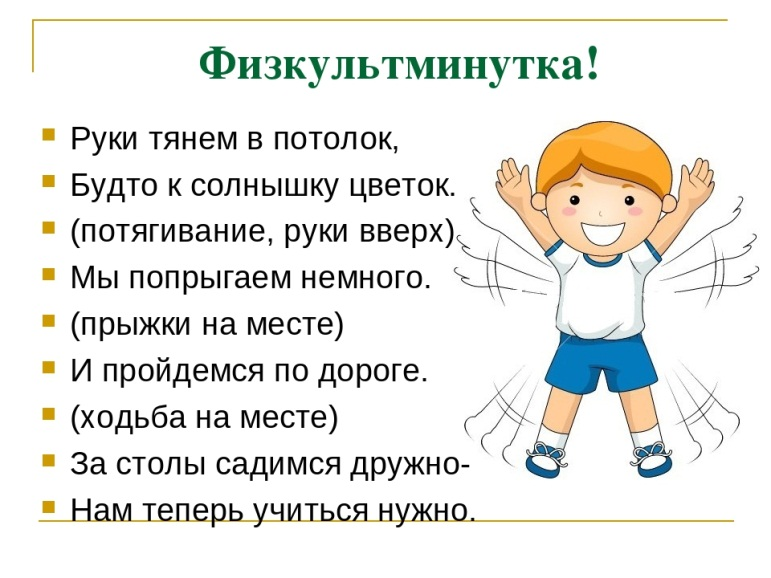 Физкультминутка!
Руки тянем в потолок,
Будто к солнышку цветок.
(потягивание, руки вверх)
Мы попрыгаем немного.
(прыжки на месте)
И пройдемся по дороге.
(ходьба на месте)
За столы садимся дружно-
Нам теперь учиться нужно.